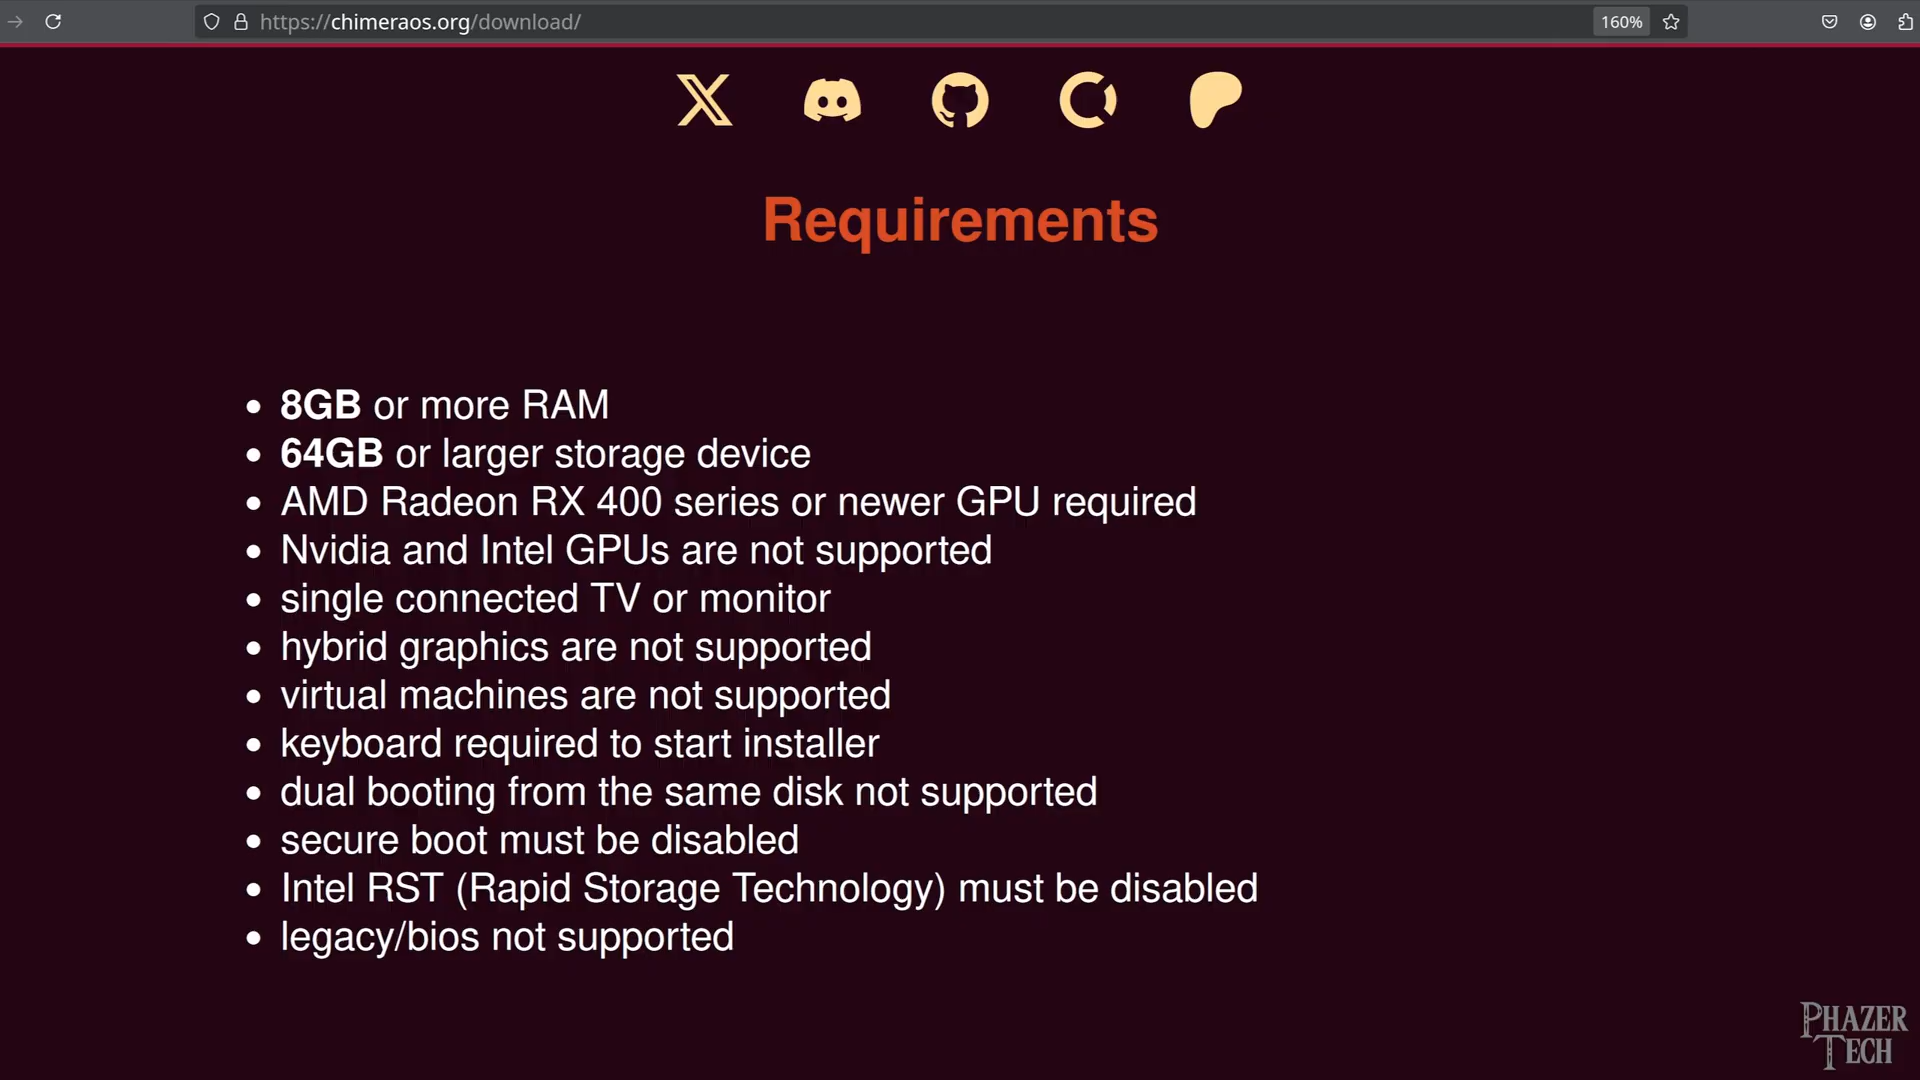 https://chimeraos.org/download/
160%
Requirements
• 8GB or more RAM
• 64GB or larger storage device
• AMD Radeon RX 400 series or newer GPU required
• Nvidia and Intel GPUs are not supported
• single connected TV or monitor
• hybrid graphics are not supported
• virtual machines are not supported
• keyboard required to start installer
• dual booting from the same disk not supported
• secure boot must be disabled
• Intel RST (Rapid Storage Technology) must be disabled
• legacy/bios not supported
PHAZER
TECH